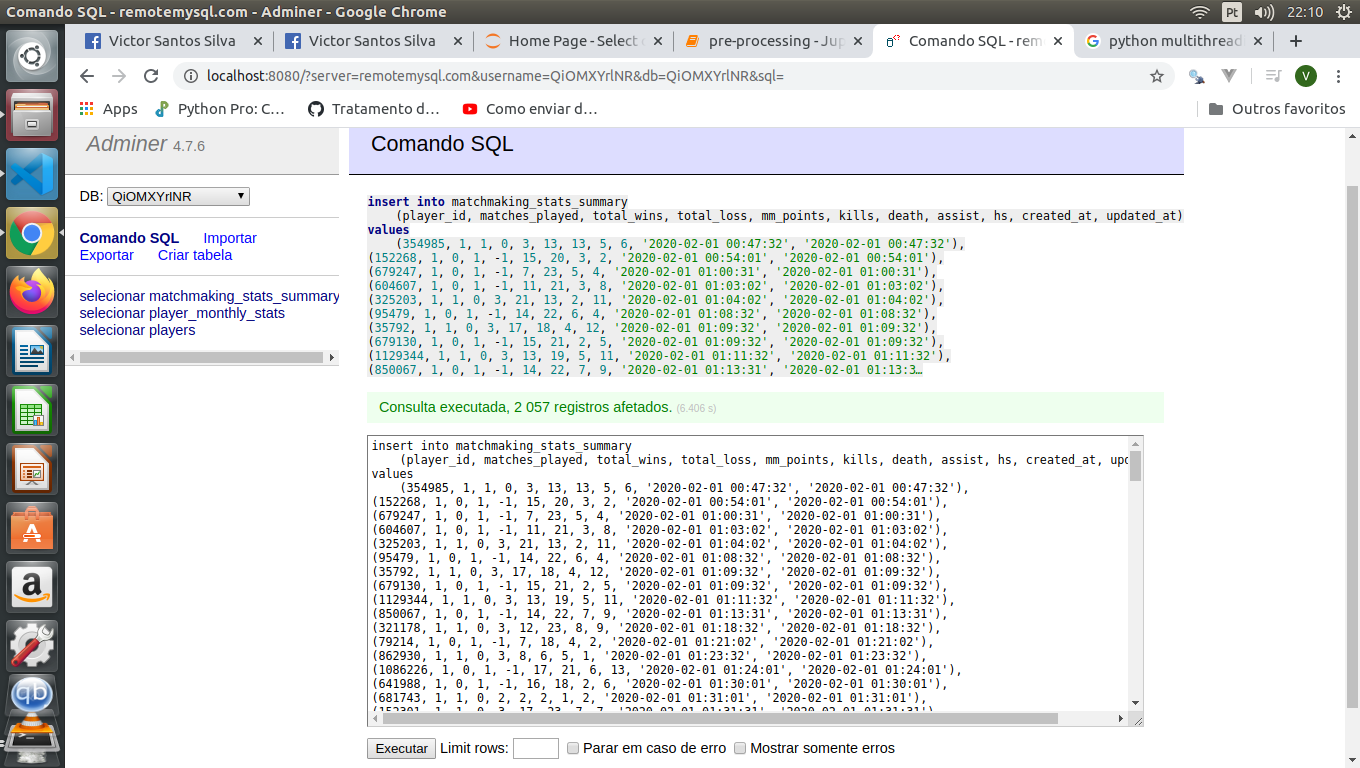 Comando SQL - remotemysql.com - Adminer - Google Chrome
Pt
22:10
Victor Santos Silva
Victor Santos Silva
Home Page - Select
pre-processing - Jup
Comando SQL - rem
python multithread
localhost:8080/?server=remotemysql.com&username=QiOMXYrlNR&db=QiOMXYrlNR&sql=
V
Apps
Python Pro: C...
Tratamento d...
Como enviar d...
Outros favoritos
Adminer 4.7.6
Comando SQL
DB: QiOMXYrlNR
Comando SQL Importar
Exportar Criar tabela
selecionar matchmaking_stats_summary
selecionar player_monthly_stats
selecionar players
insert into matchmaking_stats_summary
(player_id, matches_played, total_wins, total_loss, mm_points, kills, death, assist, hs, created_at, updated_at)
values
(354985, 1, 1, 0, 3, 13, 13, 5, 6, '2020-02-01 00:47:32', '2020-02-01 00:47:32'),
(152268, 1, 0, 1, -1, 15, 20, 3, 2, '2020-02-01 00:54:01', '2020-02-01 00:54:01'),
(679247, 1, 0, 1, -1, 7, 23, 5, 4, '2020-02-01 01:00:31', '2020-02-01 01:00:31'),
(604607, 1, 0, 1, -1, 11, 21, 3, 8, '2020-02-01 01:03:02', '2020-02-01 01:03:02'),
(325203, 1, 1, 0, 3, 21, 13, 2, 11, '2020-02-01 01:04:02', '2020-02-01 01:04:02'),
(95479, 1, 0, 1, -1, 14, 22, 6, 4, '2020-02-01 01:08:32', '2020-02-01 01:08:32'),
(35792, 1, 1, 0, 3, 17, 18, 4, 12, '2020-02-01 01:09:32', '2020-02-01 01:09:32'),
(679130, 1, 0, 1, -1, 15, 21, 2, 5, '2020-02-01 01:09:32', '2020-02-01 01:09:32'),
(1129344, 1, 1, 0, 3, 13, 19, 5, 11, '2020-02-01 01:11:32', '2020-02-01 01:11:32'),
(850067, 1, 0, 1, -1, 14, 22, 7, 9, '2020-02-01 01:13:31', '2020-02-01 01:13:3…
Consulta executada, 2 057 registros afetados. (6.406 s)
insert into matchmaking_stats_summary
(player_id, matches_played, total_wins, total_loss, mm_points, kills, death, assist, hs, created_at, upd
values
(354985, 1, 1, 0, 3, 13, 13, 5, 6, '2020-02-01 00:47:32', '2020-02-01 00:47:32'),
(152268, 1, 0, 1, -1, 15, 20, 3, 2, '2020-02-01 00:54:01', '2020-02-01 00:54:01'),
(679247, 1, 0, 1, -1, 7, 23, 5, 4, '2020-02-01 01:00:31', '2020-02-01 01:00:31'),
(604607, 1, 0, 1, -1, 11, 21, 3, 8, '2020-02-01 01:03:02', '2020-02-01 01:03:02'),
(325203, 1, 1, 0, 3, 21, 13, 2, 11, '2020-02-01 01:04:02', '2020-02-01 01:04:02'),
(95479, 1, 0, 1, -1, 14, 22, 6, 4, '2020-02-01 01:08:32', '2020-02-01 01:08:32'),
(35792, 1, 1, 0, 3, 17, 18, 4, 12, '2020-02-01 01:09:32', '2020-02-01 01:09:32'),
(679130, 1, 0, 1, -1, 15, 21, 2, 5, '2020-02-01 01:09:32', '2020-02-01 01:09:32'),
(1129344, 1, 1, 0, 3, 13, 19, 5, 11, '2020-02-01 01:11:32', '2020-02-01 01:11:32'),
(850067, 1, 0, 1, -1, 14, 22, 7, 9, '2020-02-01 01:13:31', '2020-02-01 01:13:31'),
(321178, 1, 1, 0, 3, 12, 23, 8, 9, '2020-02-01 01:18:32', '2020-02-01 01:18:32'),
(79214, 1, 0, 1, -1, 7, 18, 4, 2, '2020-02-01 01:21:02', '2020-02-01 01:21:02'),
(862930, 1, 1, 0, 3, 8, 6, 5, 1, '2020-02-01 01:23:32', '2020-02-01 01:23:32'),
(1086226, 1, 0, 1, -1, 17, 21, 6, 13, '2020-02-01 01:24:01', '2020-02-01 01:24:01'),
(641988, 1, 0, 1, -1, 16, 18, 2, 6, '2020-02-01 01:30:01', '2020-02-01 01:30:01'),
(681743, 1, 1, 0, 2, 2, 2, 1, 2, '2020-02-01 01:31:01', '2020-02-01 01:31:01'),
Executar Limit rows: Parar em caso de erro Mostrar somente erros